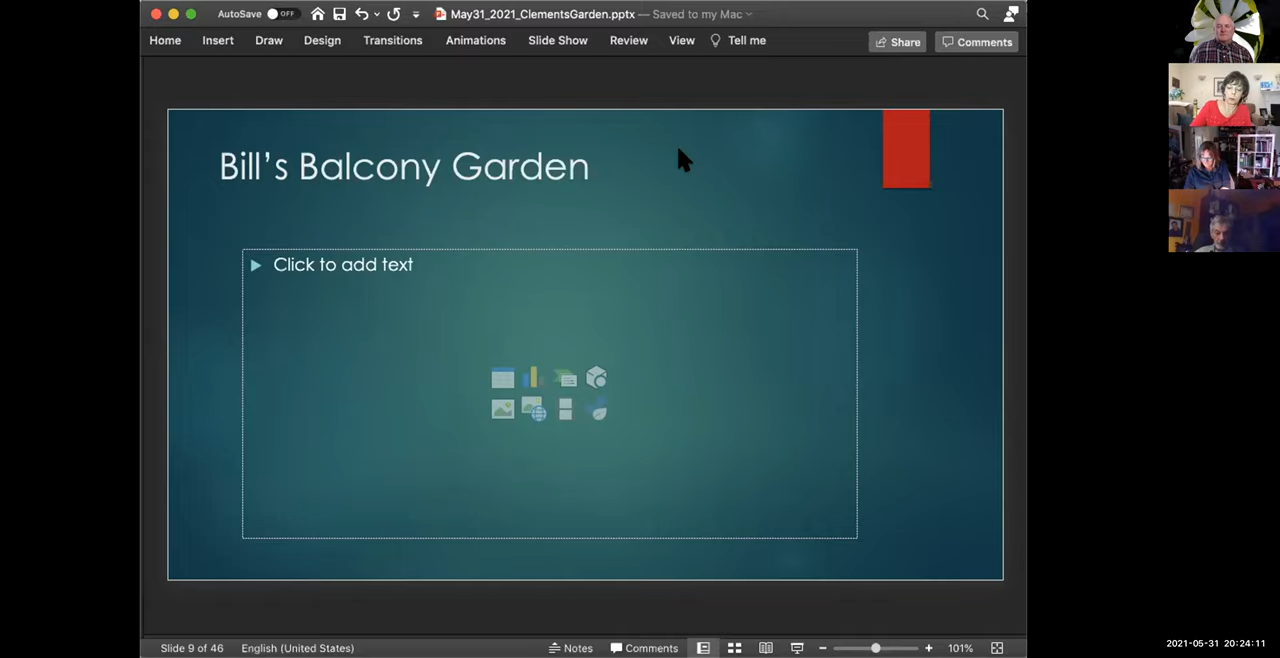 AutoSave OFF May31_2021_ClementsGarden.pptx — Saved to my Mac
Home Insert Draw Design Transitions Animations Slide Show Review View Tell me Share Comments
Bill's Balcony Garden
Click to add text
Slide 9 of 46 English (United States) Notes Comments 101%
2021-05-31 20:24:11